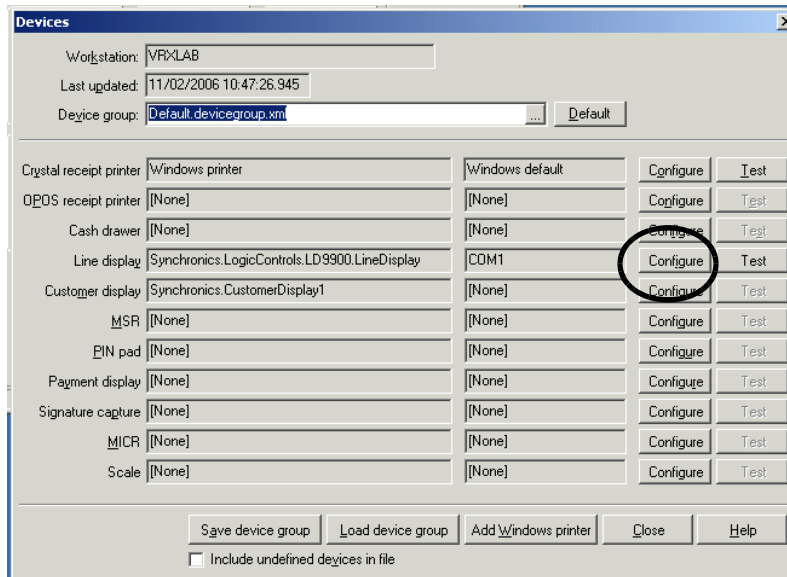 Devices
Workstation: VRXLAB
Last updated: 11/02/2006 10:47:26.945
Device group: Default.devicegroup.xml ... Default
Crystal receipt printer Windows printer Windows default Configure Test
OPOS receipt printer [None] [None] Configure Test
Cash drawer [None] [None] Configure Test
Line display Synchronics.LogicControls.LD9900.LineDisplay COM1 Configure Test
Customer display Synchronics.CustomerDisplay1 [None] Configure Test
MSR [None] [None] Configure Test
PIN pad [None] [None] Configure Test
Payment display [None] [None] Configure Test
Signature capture [None] [None] Configure Test
MICR [None] [None] Configure Test
Scale [None] [None] Configure Test
Save device group Load device group Add Windows printer Close Help
Include undefined devices in file